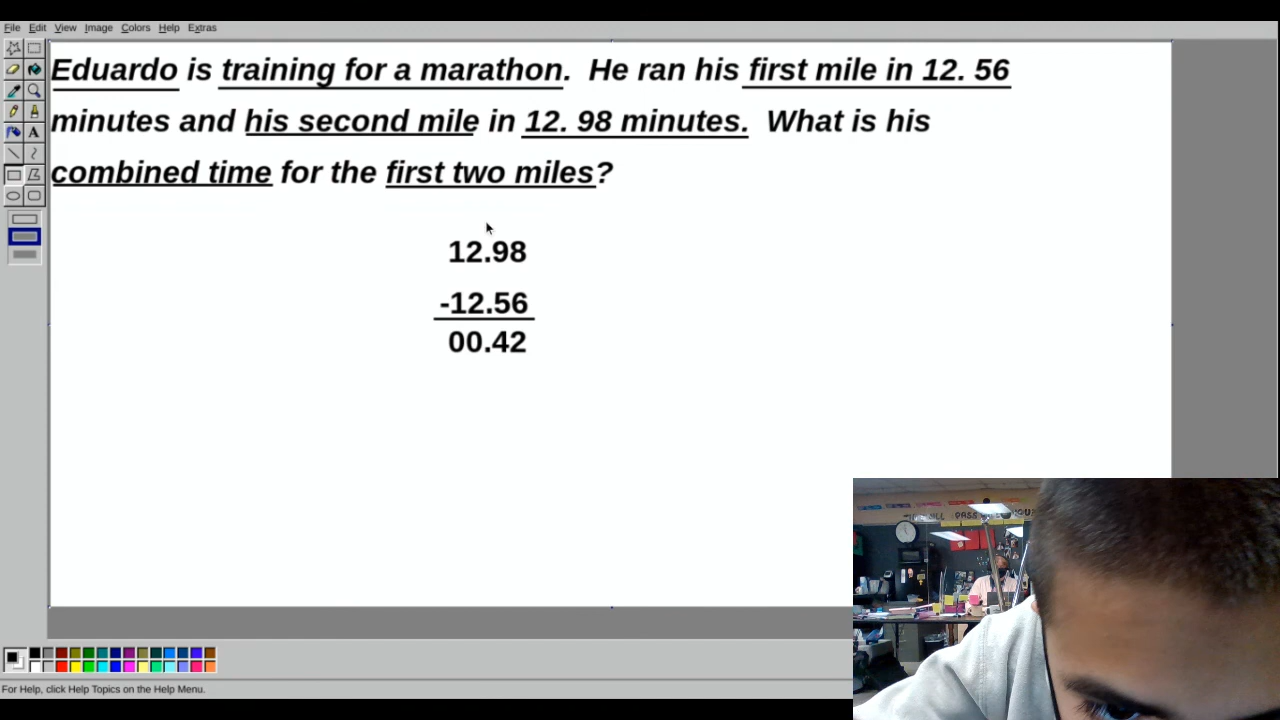 File Edit View Image Colors Help Extras
Eduardo is training for a marathon. He ran his first mile in 12. 56
minutes and his second mile in 12. 98 minutes. What is his
combined time for the first two miles?
12.98
-12.56
00.42
A
PASS
For Help, click Help Topics on the Help Menu.